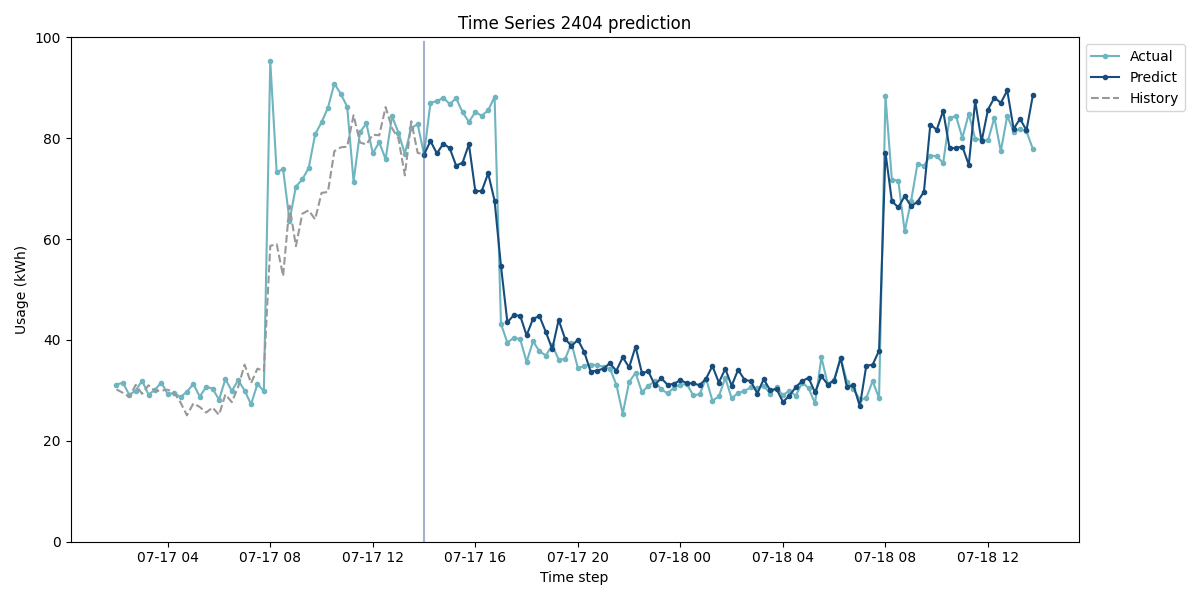 Time Series 2404 prediction
Usage (kWh)
100
80
60
40
20
0
07-17 04
07-17 08
07-17 12
07-17 16
07-17 20
07-18 00
07-18 04
07-18 08
07-18 12
Time step
Actual
Predict
History